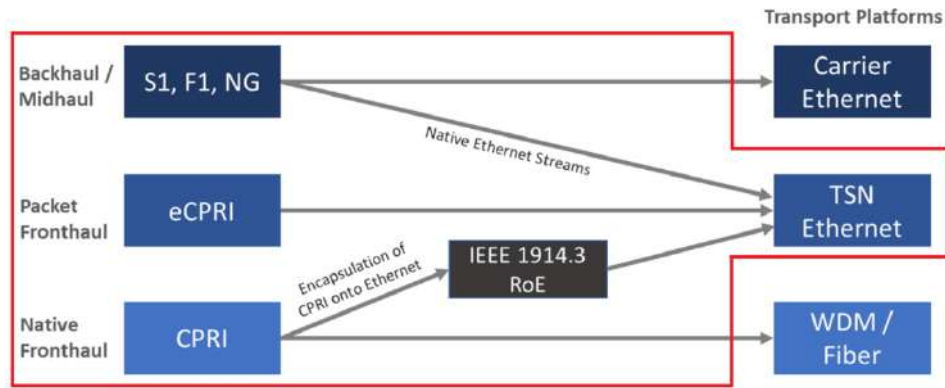 Transport Platforms
Backhaul /
Midhaul
S1, F1, NG
Carrier
Ethernet
Native Ethernet Streams
Packet
Fronthaul
eCPRI
TSN
Ethernet
Encapsulation of
CPRI onto Ethernet
IEEE 1914.3
RoE
Native
Fronthaul
CPRI
WDM /
Fiber